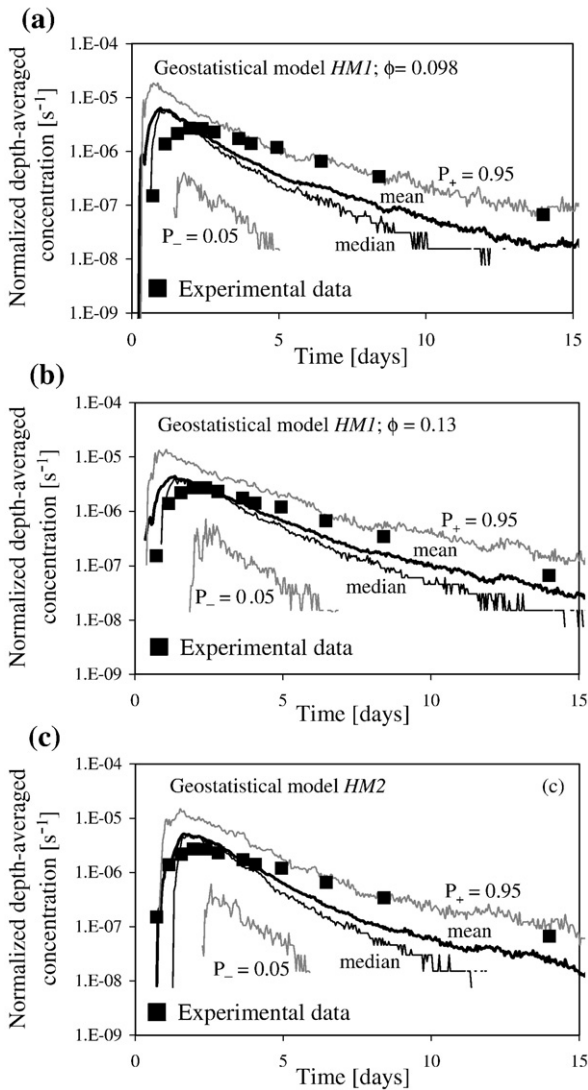 (a)
Normalized depth-averaged
concentration [s⁻¹]
1.E-04
1.E-05
1.E-06
1.E-07
1.E-08
1.E-09
Geostatistical model HM1; ϕ= 0.098
P₊ = 0.95
mean
median
P₋ = 0.05
Experimental data
0
5
10
15
Time [days]
(b)
Normalized depth-averaged
concentration [s⁻¹]
1.E-04
1.E-05
1.E-06
1.E-07
1.E-08
1.E-09
Geostatistical model HM1; ϕ = 0.13
P₊ = 0.95
mean
median
P₋ = 0.05
Experimental data
0
5
10
15
Time [days]
(c)
Normalized depth-averaged
concentration [s⁻¹]
1.E-04
1.E-05
1.E-06
1.E-07
1.E-08
1.E-09
Geostatistical model HM2
(c)
P₊ = 0.95
mean
median
P₋ = 0.05
Experimental data
0
5
10
15
Time [days]